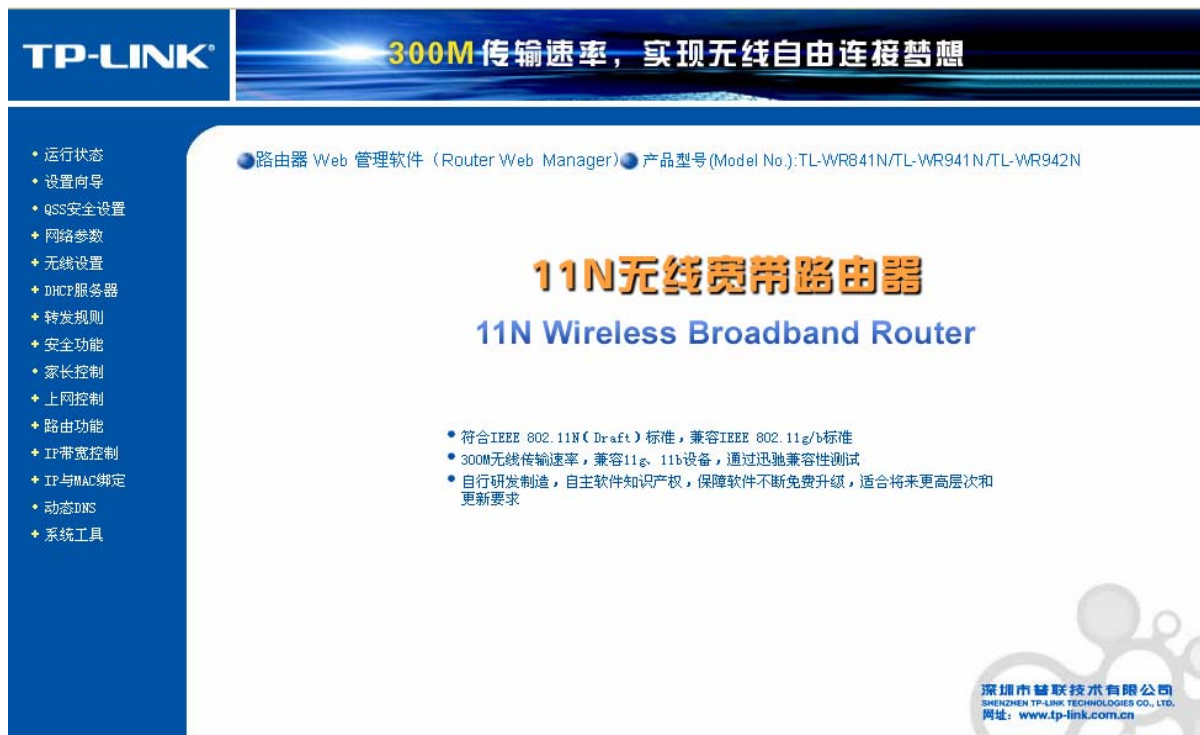 TP-LINK®
300M传输速率，实现无线自由连接梦想
路由器 Web 管理软件（Router Web Manager) 产品型号(Model No.):TL-WR841N/TL-WR941N/TL-WR942N
运行状态
设置向导
QSS安全设置
网络参数
无线设置
DHCP服务器
转发规则
安全功能
家长控制
上网控制
路由功能
IP带宽控制
IP与MAC绑定
动态DNS
系统工具
11N无线宽带路由器
11N Wireless Broadband Router
符合IEEE 802.11N(Draft)标准，兼容IEEE 802.11g/b标准
300M无线传输速率，兼容11g、11b设备，通过迅驰兼容性测试
自行研发制造，自主软件知识产权，保障软件不断免费升级，适合将来更高层次和
更新要求
深圳市普联技术有限公司
SHENZHEN TP-LINK TECHNOLOGIES CO., LTD.
网址：www.tp-link.com.cn